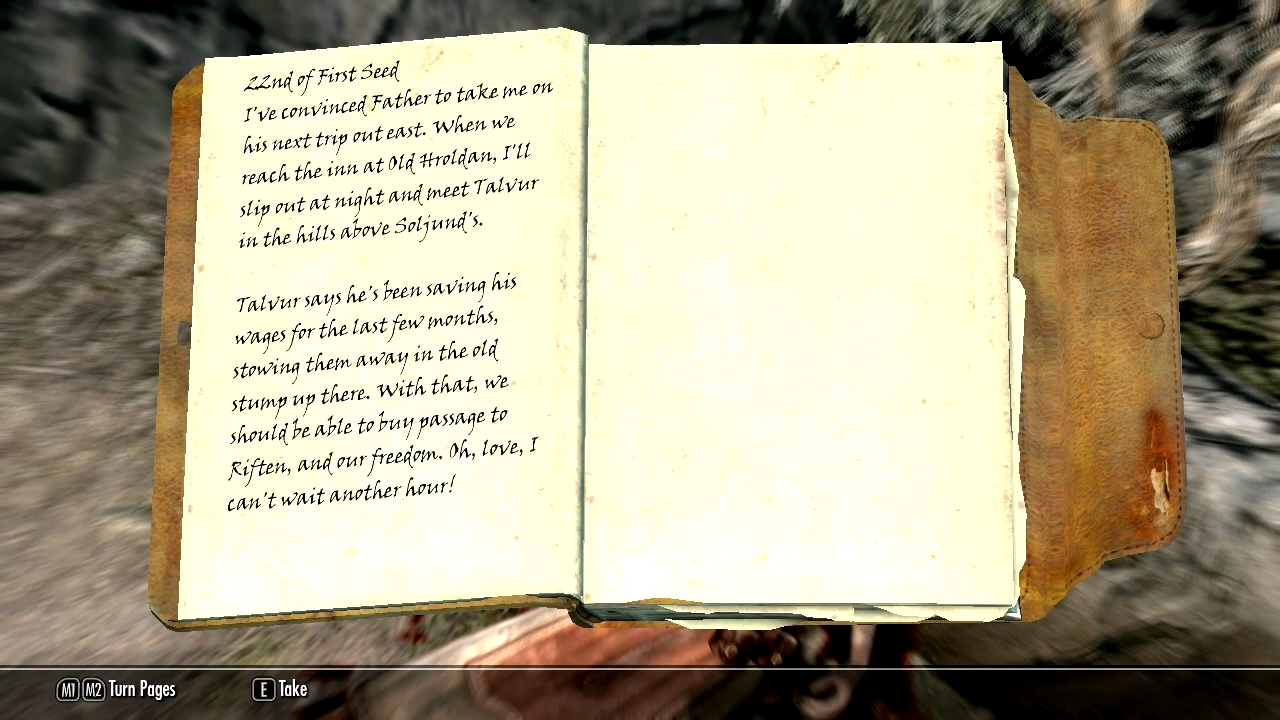 22nd of First Seed
I've convinced Father to take me on
his next trip out east. When we
reach the inn at Old Hroldan, I'll
slip out at night and meet Talvur
in the hills above Soljund's.
Talvur says he's been saving his
wages for the last few months,
stowing them away in the old
stump up there. With that, we
should be able to buy passage to
Riften, and our freedom. Oh, love, I
can't wait another hour!
M1 M2 Turn Pages
E Take